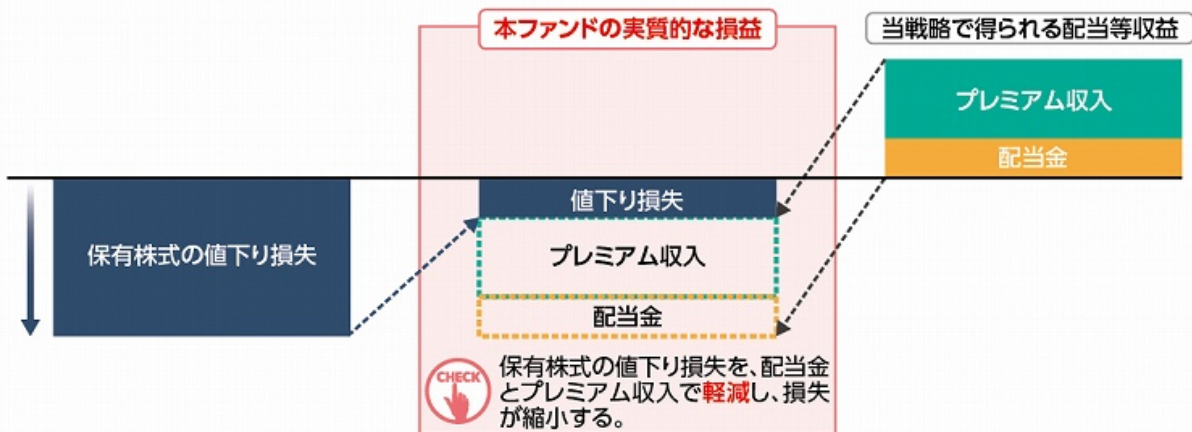 本ファンドの実質的な損益
当戦略で得られる配当等収益
プレミアム収入
配当金
保有株式の値下り損失
値下り損失
プレミアム収入
配当金
CHECK
保有株式の値下り損失を、配当金
とプレミアム収入で軽減し、損失
が縮小する。